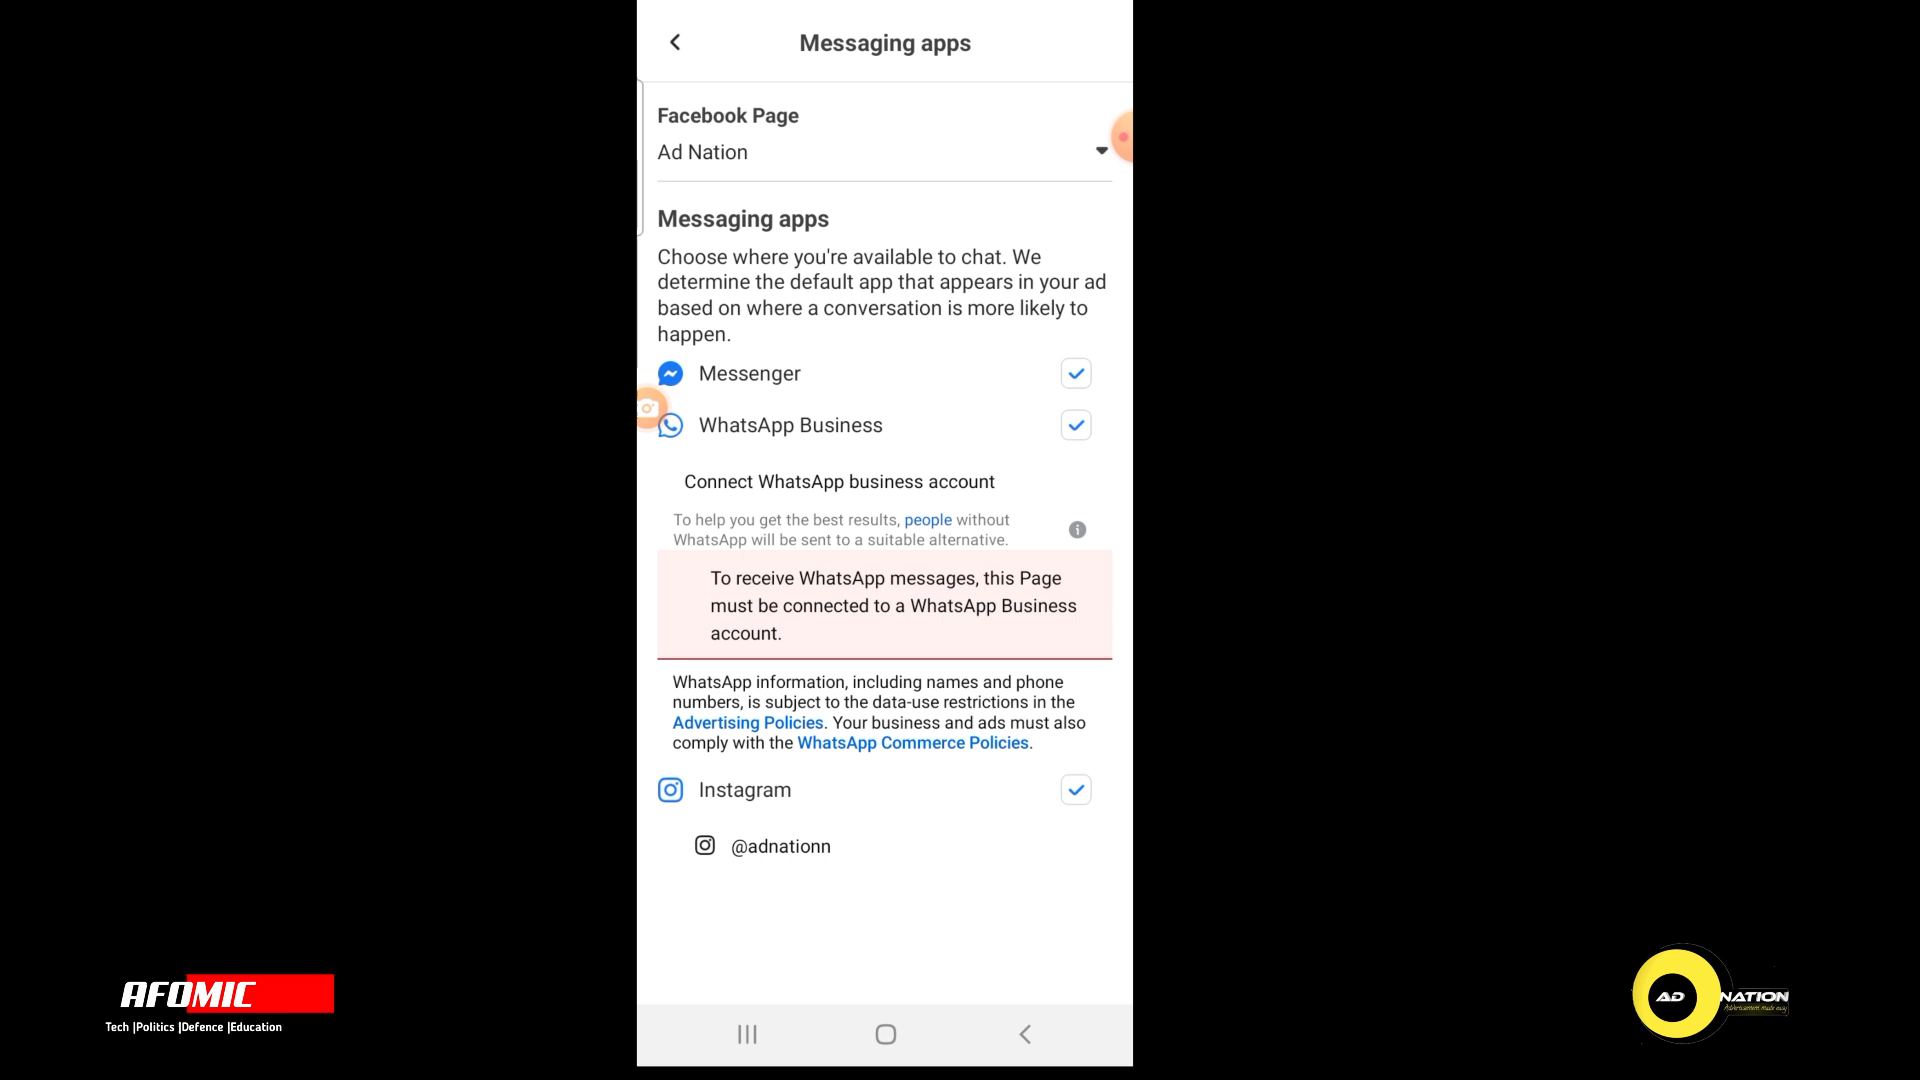 Messaging apps
Facebook Page
Ad Nation
Messaging apps
Choose where you're available to chat. We
determine the default app that appears in your ad
based on where a conversation is more likely to
happen.
Messenger
WhatsApp Business
Connect WhatsApp business account
To help you get the best results, people without
WhatsApp will be sent to a suitable alternative.
To receive WhatsApp messages, this Page
must be connected to a WhatsApp Business
account.
WhatsApp information, including names and phone
numbers, is subject to the data-use restrictions in the
Advertising Policies. Your business and ads must also
comply with the WhatsApp Commerce Policies.
Instagram
@adnationn
AFOMIC
Tech |Politics |Defence |Education
AD NATION
Advertisement made easy